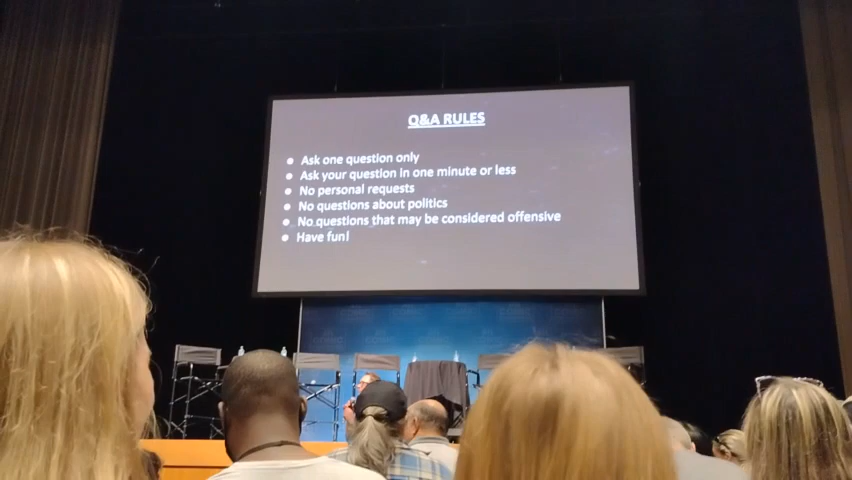 Q&A RULES
● Ask one question only
● Ask your question in one minute or less
● No personal requests
● No questions about politics
● No questions that may be considered offensive
● Have fun!